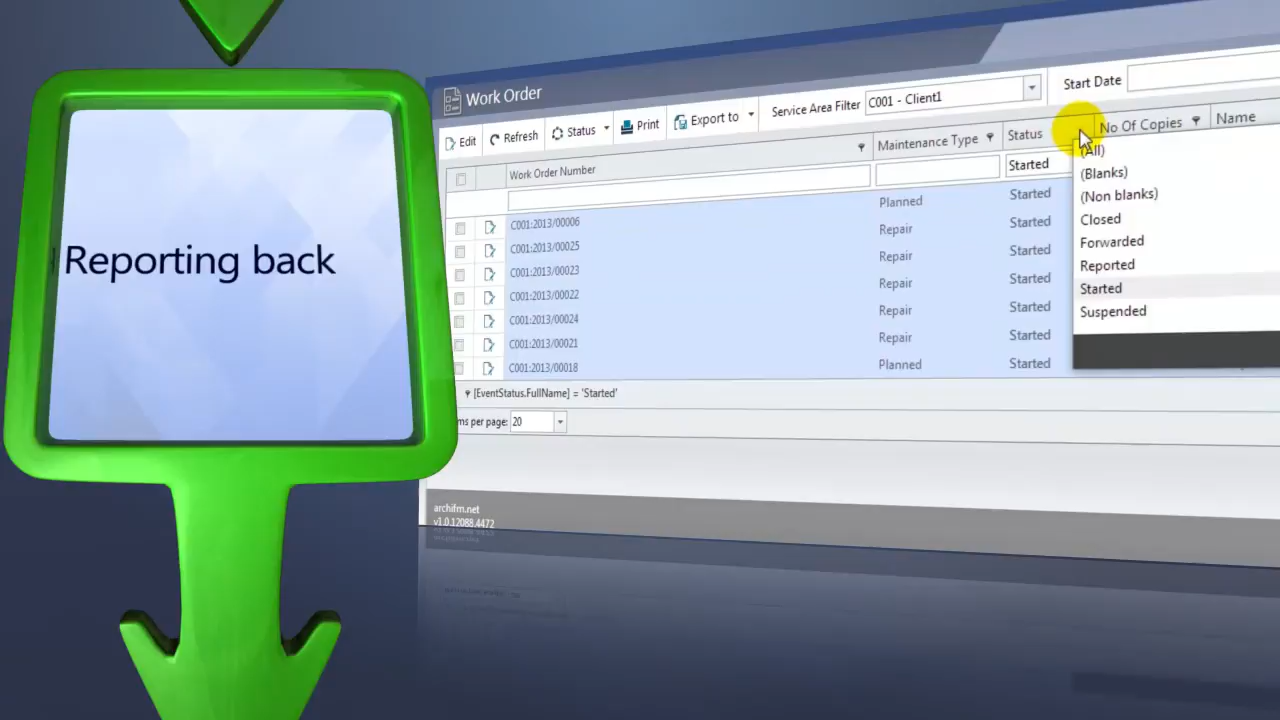 Reporting back
Work Order
Edit Refresh Status Print Export to Service Area Filter C001 - Client1 Start Date
Work Order Number Maintenance Type Status No Of Copies Name
Started
(All)
(Blanks)
(Non blanks)
Closed
Forwarded
Reported
Started
Suspended
Planned Started
C001:2013/00006 Repair Started
C001:2013/00025 Repair Started
C001:2013/00023 Repair Started
C001:2013/00022 Repair Started
C001:2013/00024 Repair Started
C001:2013/00021 Planned Started
C001:2013/00018
[EventStatus.FullName] = 'Started'
ms per page: 20
archifm.net
v1.0.12088.4472